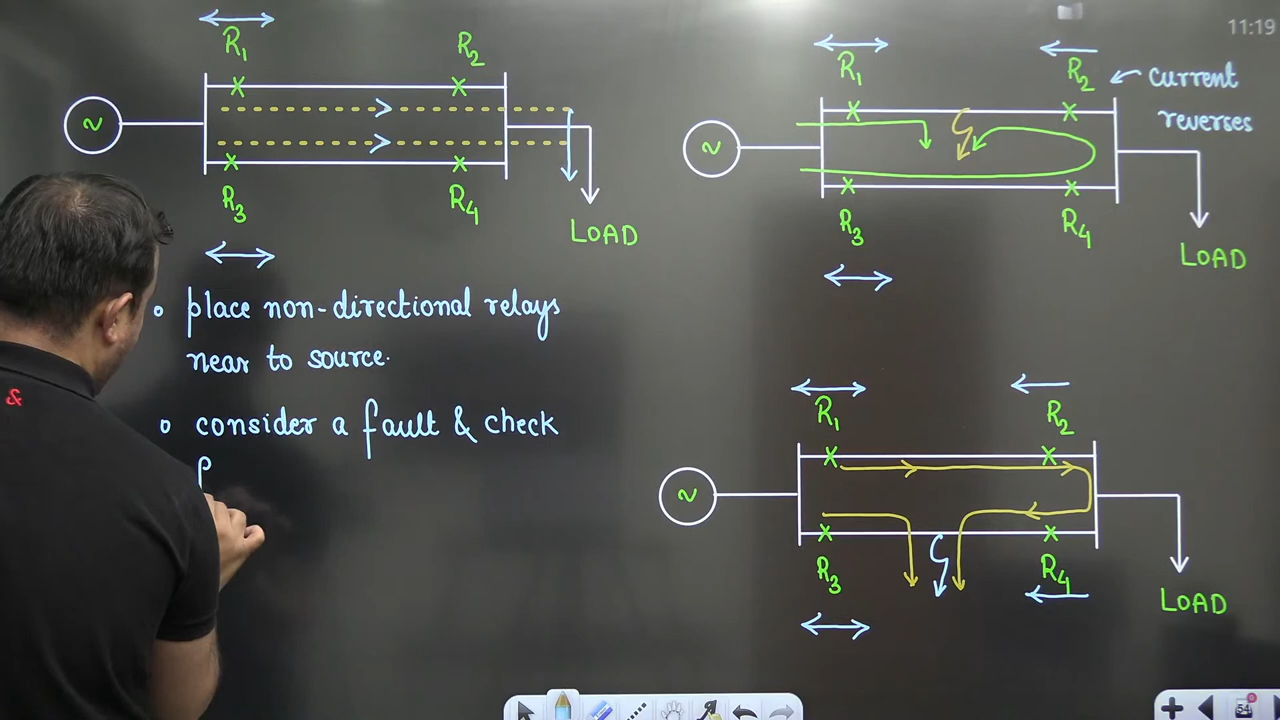 R1
R2
~
R3
R4
LOAD
• place non-directional relays
near to source.
• consider a fault & check
11:19
R1
R2
current
reverses
~
R3
R4
LOAD
R1
R2
~
R3
R4
LOAD
54